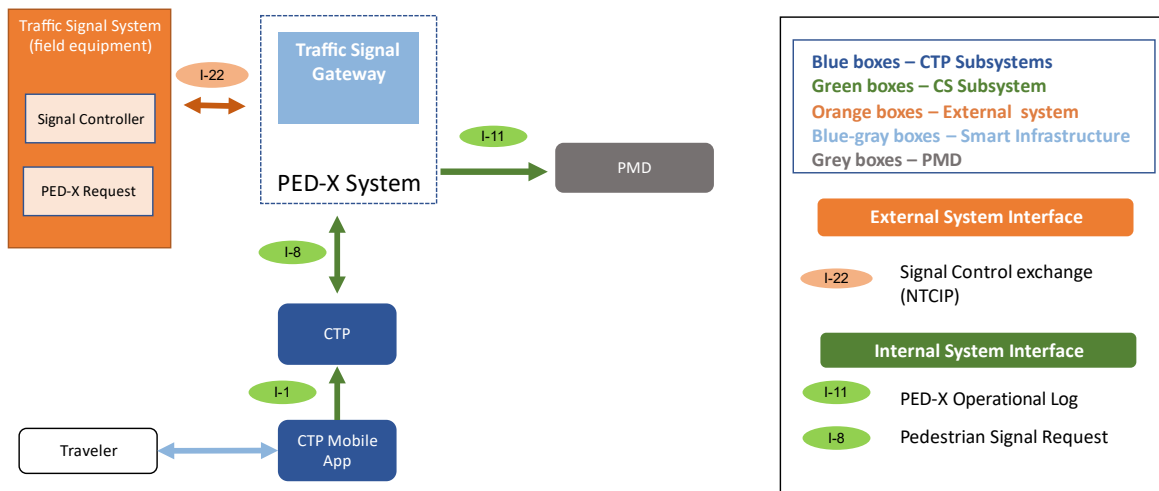 Traffic Signal System
(field equipment)
Signal Controller
PED-X Request
I-22
Traffic Signal
Gateway
PED-X System
I-11
PMD
I-8
CTP
I-1
CTP Mobile
App
Traveler
Blue boxes – CTP Subsystems
Green boxes – CS Subsystem
Orange boxes – External system
Blue-gray boxes – Smart Infrastructure
Grey boxes – PMD
External System Interface
I-22
Signal Control exchange
(NTCIP)
Internal System Interface
I-11
PED-X Operational Log
I-8
Pedestrian Signal Request